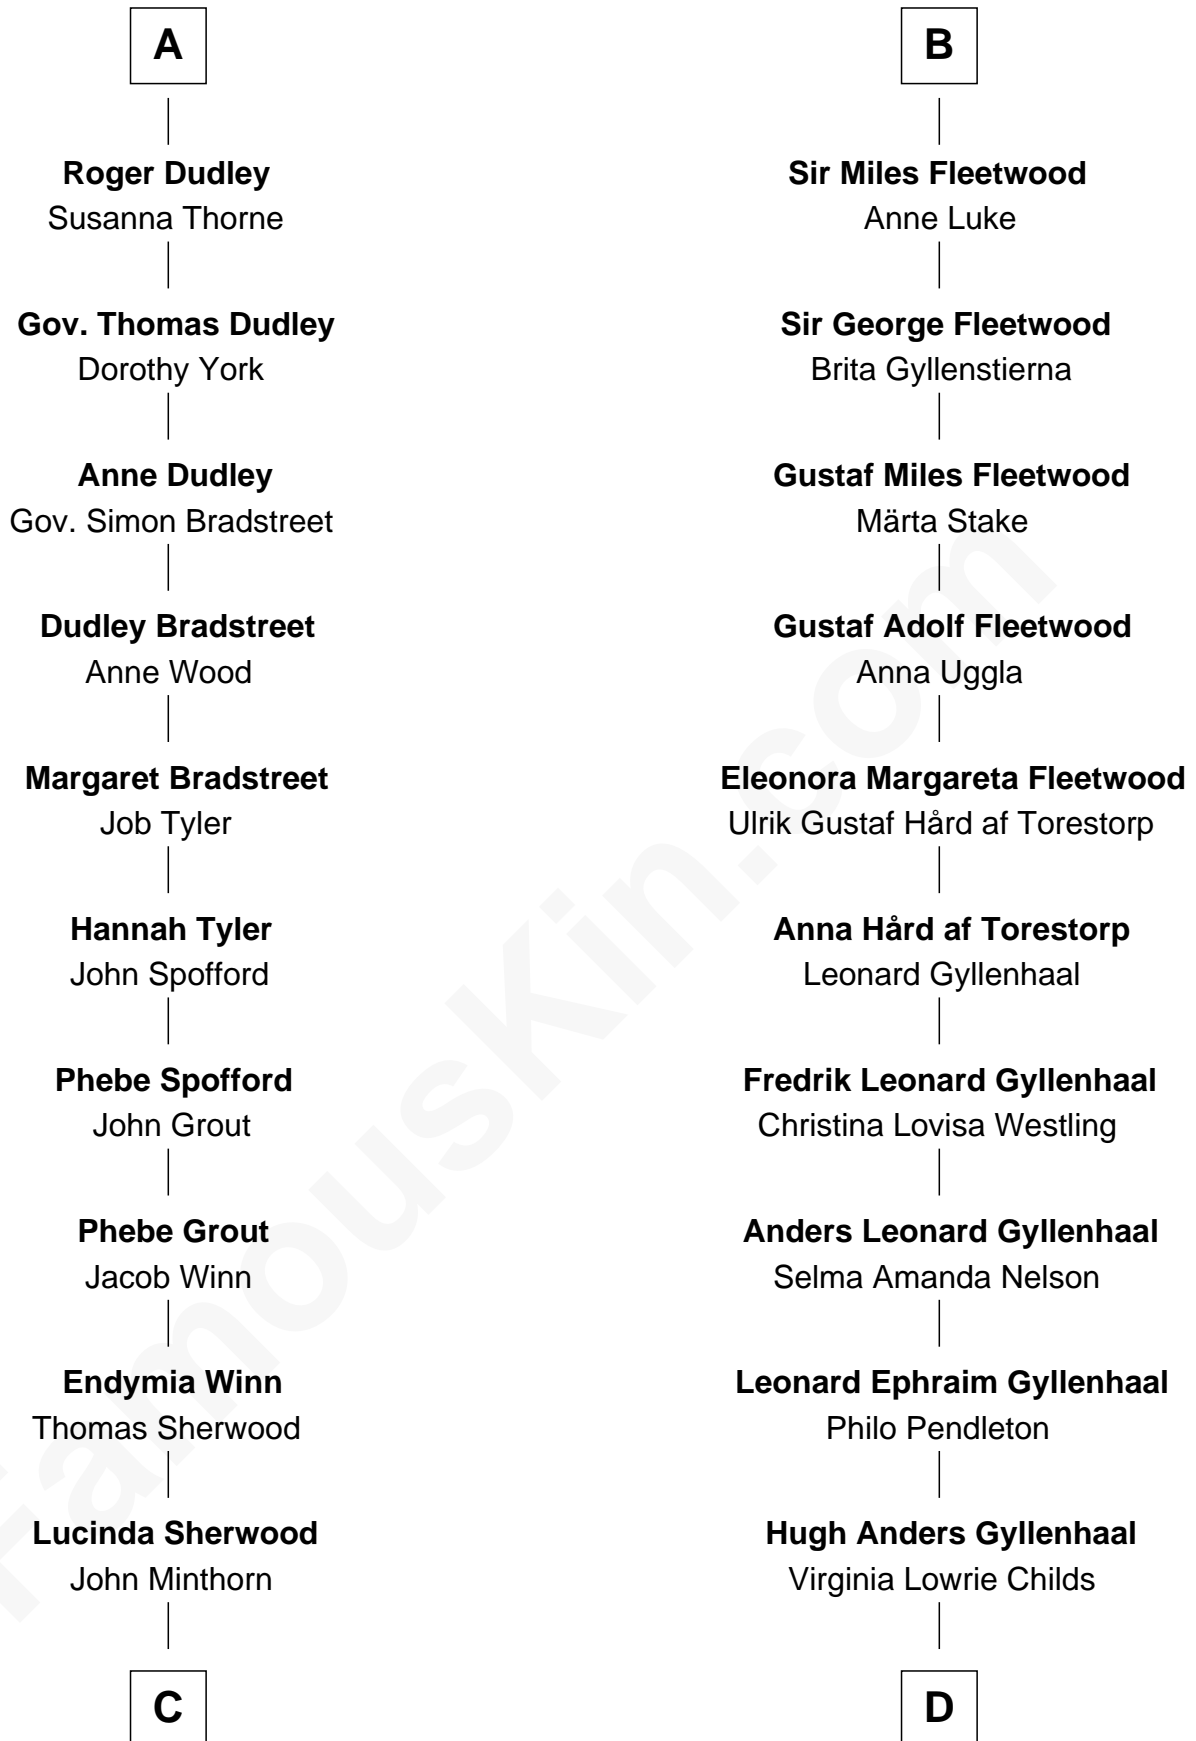 A
Roger Dudley
Susanna Thorne
Gov. Thomas Dudley
Dorothy York
Anne Dudley
Gov. Simon Bradstreet
Dudley Bradstreet
Anne Wood
Margaret Bradstreet
Job Tyler
Hannah Tyler
John Spofford
Phebe Spofford
John Grout
Phebe Grout
Jacob Winn
Endymia Winn
Thomas Sherwood
Lucinda Sherwood
John Minthorn
C
B
Sir Miles Fleetwood
Anne Luke
Sir George Fleetwood
Brita Gyllenstierna
Gustaf Miles Fleetwood
Märta Stake
Gustaf Adolf Fleetwood
Anna Uggla
Eleonora Margareta Fleetwood
Ulrik Gustaf Hård af Torestorp
Anna Hård af Torestorp
Leonard Gyllenhaal
Fredrik Leonard Gyllenhaal
Christina Lovisa Westling
Anders Leonard Gyllenhaal
Selma Amanda Nelson
Leonard Ephraim Gyllenhaal
Philo Pendleton
Hugh Anders Gyllenhaal
Virginia Lowrie Childs
D
FamousKin.com